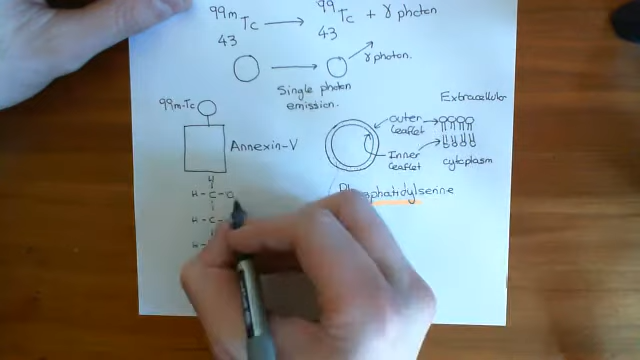 99m Tc → 99 Tc + γ photon
43 43
γ photon.
Single photon
emission.
99m-Tc
Annexin-V
outer
leaflet
Inner
leaflet
Extracellular
cytoplasm
Phosphatidylserine
H
H-C-O
H-C-
H-